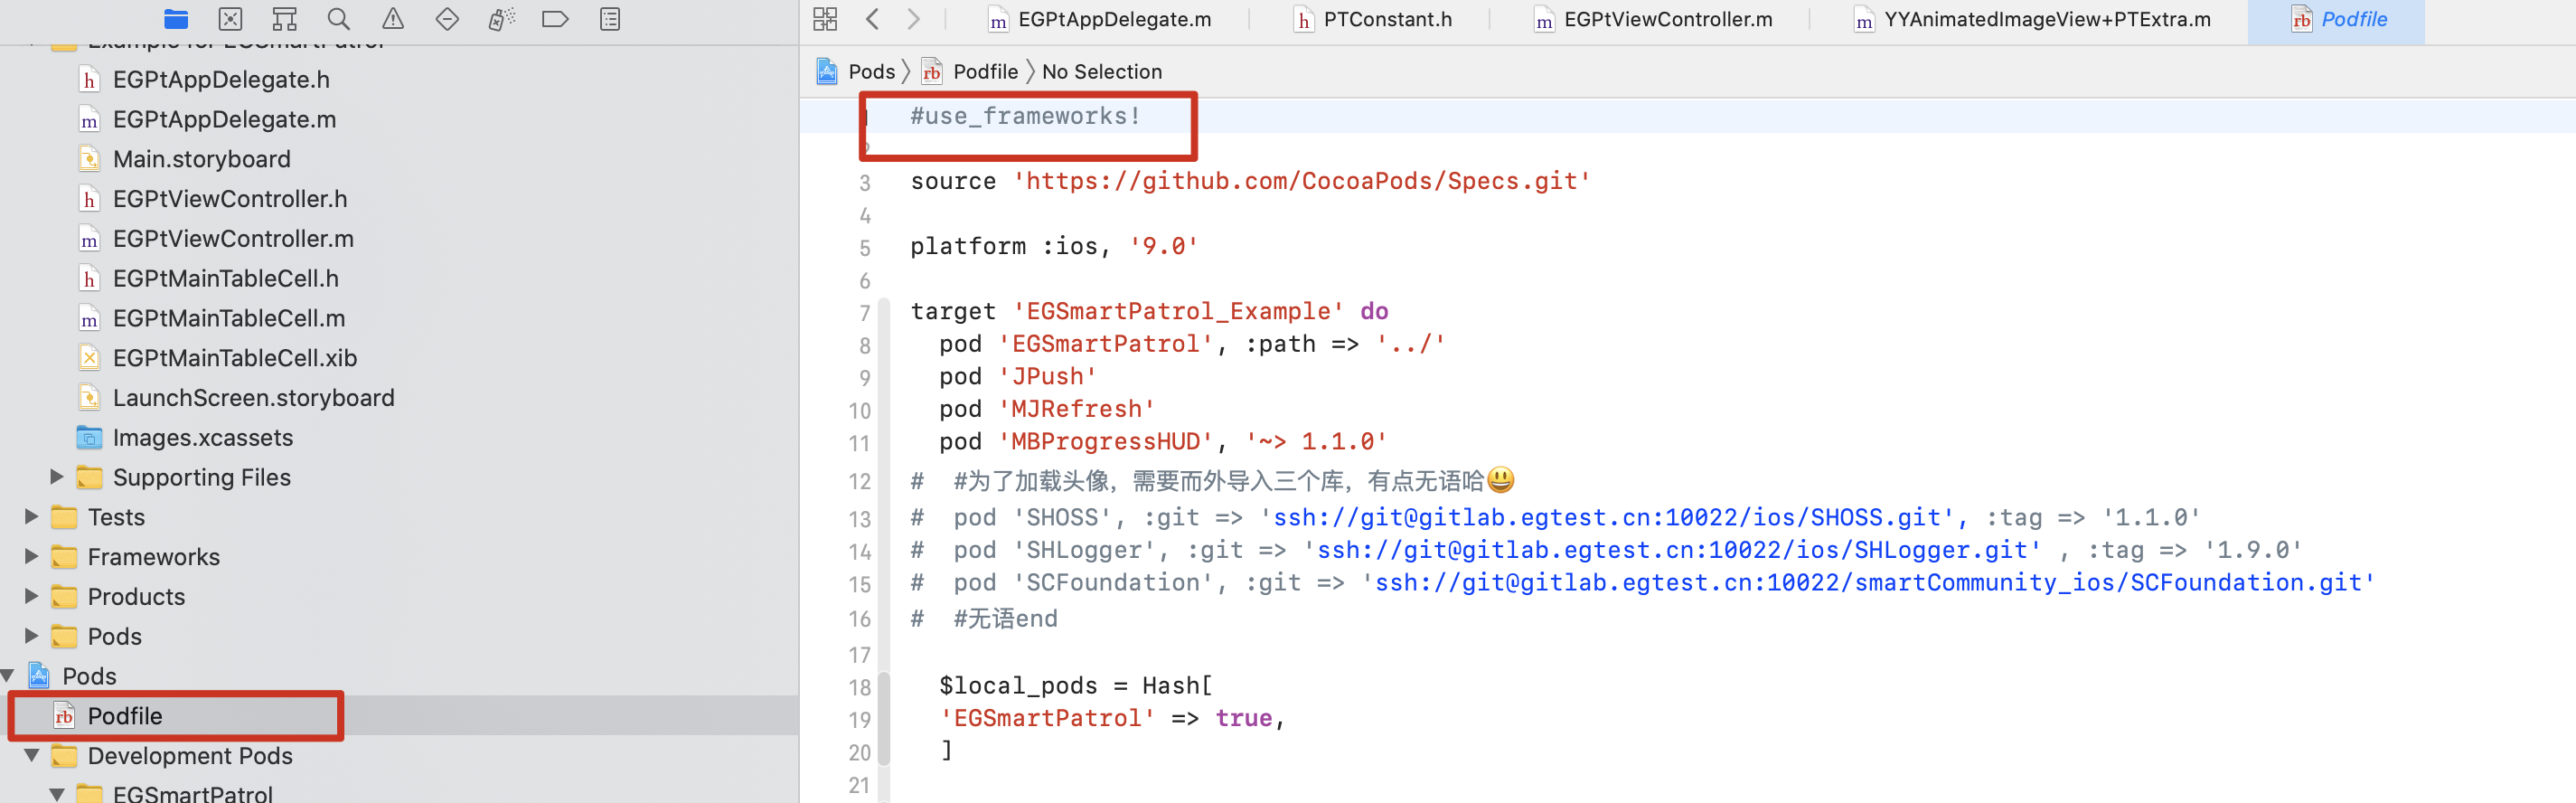 Example for EGSmartPatrol
EGPtAppDelegate.h
EGPtAppDelegate.m
Main.storyboard
EGPtViewController.h
EGPtViewController.m
EGPtMainTableCell.h
EGPtMainTableCell.m
EGPtMainTableCell.xib
LaunchScreen.storyboard
Images.xcassets
Supporting Files
Tests
Frameworks
Products
Pods
Pods
Podfile
Development Pods
EGSmartPatrol
EGPtAppDelegate.m
PTConstant.h
EGPtViewController.m
YYAnimatedImageView+PTExtra.m
Podfile
Pods Podfile No Selection
1 #use_frameworks!
2
3 source 'https://github.com/CocoaPods/Specs.git'
4
5 platform :ios, '9.0'
6
7 target 'EGSmartPatrol_Example' do
8 pod 'EGSmartPatrol', :path => '../'
9 pod 'JPush'
10 pod 'MJRefresh'
11 pod 'MBProgressHUD', '~> 1.1.0'
12 # #为了加载头像，需要而外导入三个库，有点无语哈😃
13 # pod 'SHOSS', :git => 'ssh://git@gitlab.egtest.cn:10022/ios/SHOSS.git', :tag => '1.1.0'
14 # pod 'SHLogger', :git => 'ssh://git@gitlab.egtest.cn:10022/ios/SHLogger.git' , :tag => '1.9.0'
15 # pod 'SCFoundation', :git => 'ssh://git@gitlab.egtest.cn:10022/smartCommunity_ios/SCFoundation.git'
16 # #无语end
17
18 $local_pods = Hash[
19 'EGSmartPatrol' => true,
20 ]
21